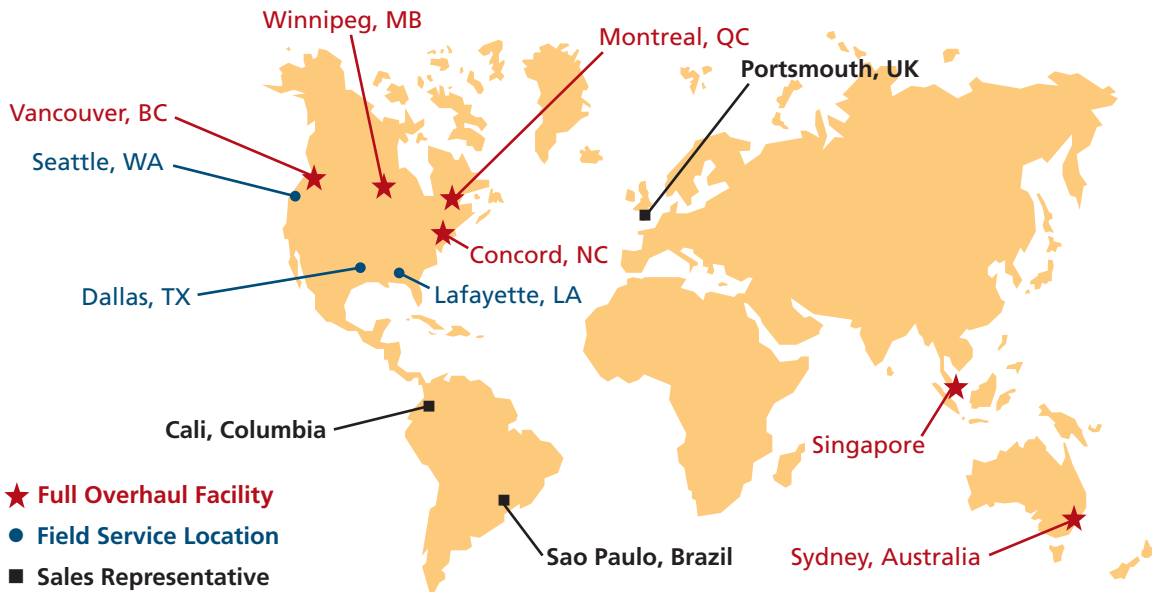 Winnipeg, MB
Montreal, QC
Portsmouth, UK
Vancouver, BC
Seattle, WA
Concord, NC
Dallas, TX
Lafayette, LA
Cali, Columbia
Singapore
Full Overhaul Facility
Field Service Location
Sales Representative
Sao Paulo, Brazil
Sydney, Australia